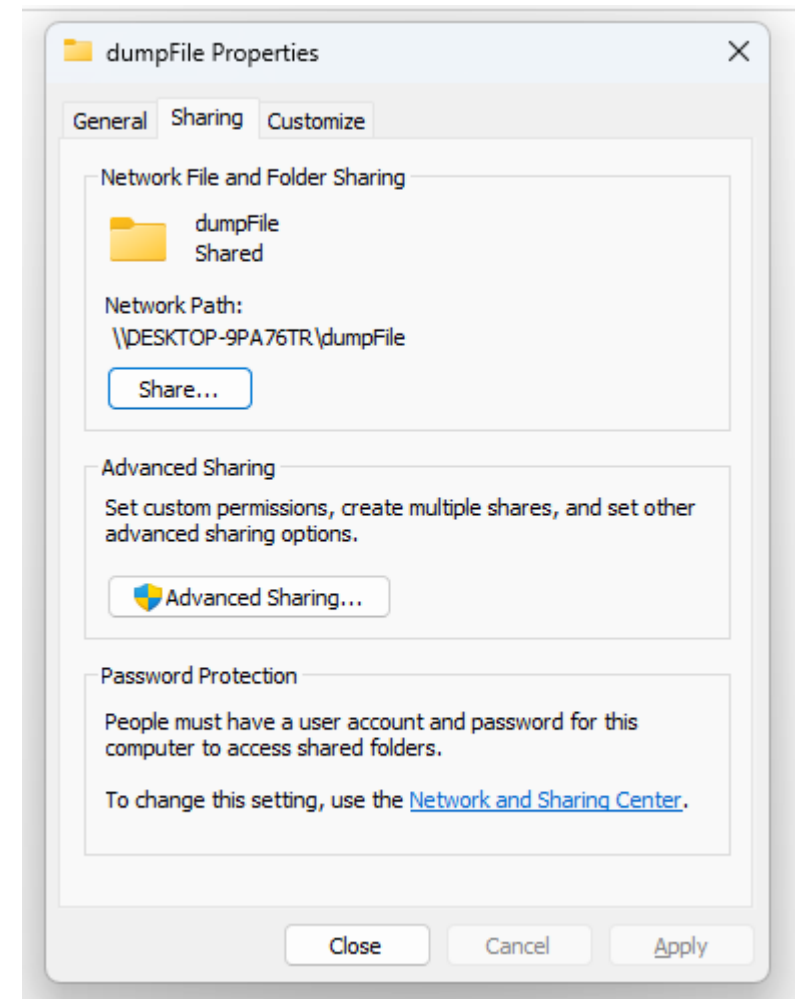 dumpFile Properties
General Sharing Customize
Network File and Folder Sharing
dumpFile
Shared
Network Path:
\\DESKTOP-9PA76TR\dumpFile
Share...
Advanced Sharing
Set custom permissions, create multiple shares, and set other
advanced sharing options.
Advanced Sharing...
Password Protection
People must have a user account and password for this
computer to access shared folders.
To change this setting, use the Network and Sharing Center.
Close Cancel Apply